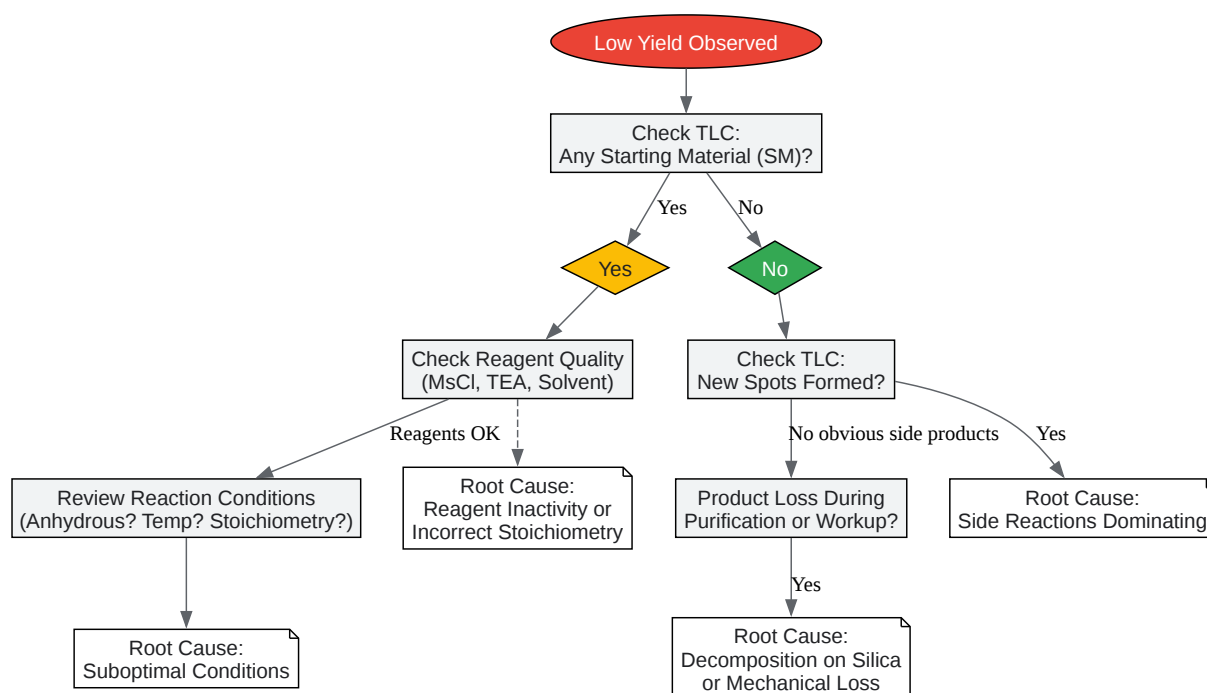 Low Yield Observed
Check TLC:
Any Starting Material (SM)?
Yes
No
Yes
No
Check Reagent Quality
(MsCl, TEA, Solvent)
Check TLC:
New Spots Formed?
Reagents OK
No obvious side products
Yes
Review Reaction Conditions
(Anhydrous? Temp? Stoichiometry?)
Root Cause:
Reagent Inactivity or
Incorrect Stoichiometry
Product Loss During
Purification or Workup?
Root Cause:
Side Reactions Dominating
Yes
Root Cause:
Suboptimal Conditions
Root Cause:
Decomposition on Silica
or Mechanical Loss